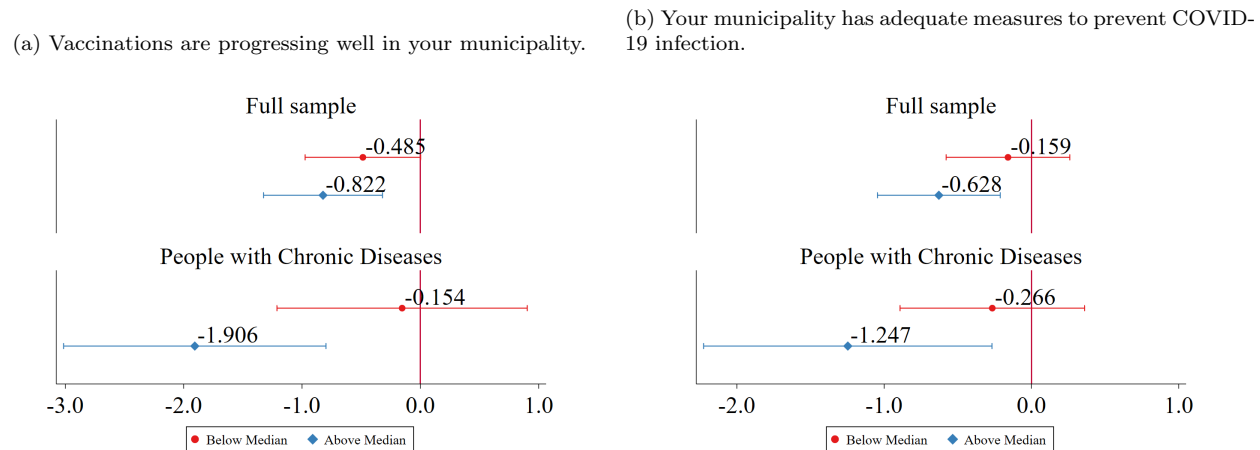 (a) Vaccinations are progressing well in your municipality.
Full sample
-0.485
-0.822
People with Chronic Diseases
-0.154
-1.906
-3.0 -2.0 -1.0 0.0 1.0
Below Median Above Median
(b) Your municipality has adequate measures to prevent COVID-
19 infection.
Full sample
-0.159
-0.628
People with Chronic Diseases
-0.266
-1.247
-2.0 -1.0 0.0 1.0
Below Median Above Median